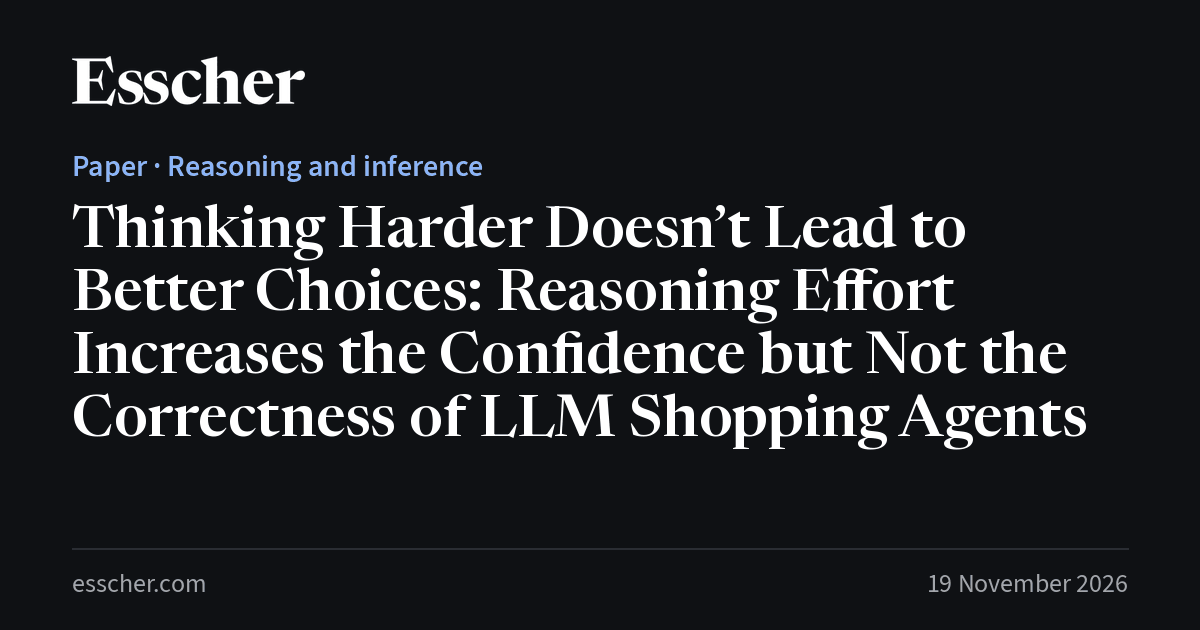 Esscher
Paper · Reasoning and inference
Thinking Harder Doesn’t Lead to
Better Choices: Reasoning Effort
Increases the Confidence but Not the
Correctness of LLM Shopping Agents
esscher.com
19 November 2026